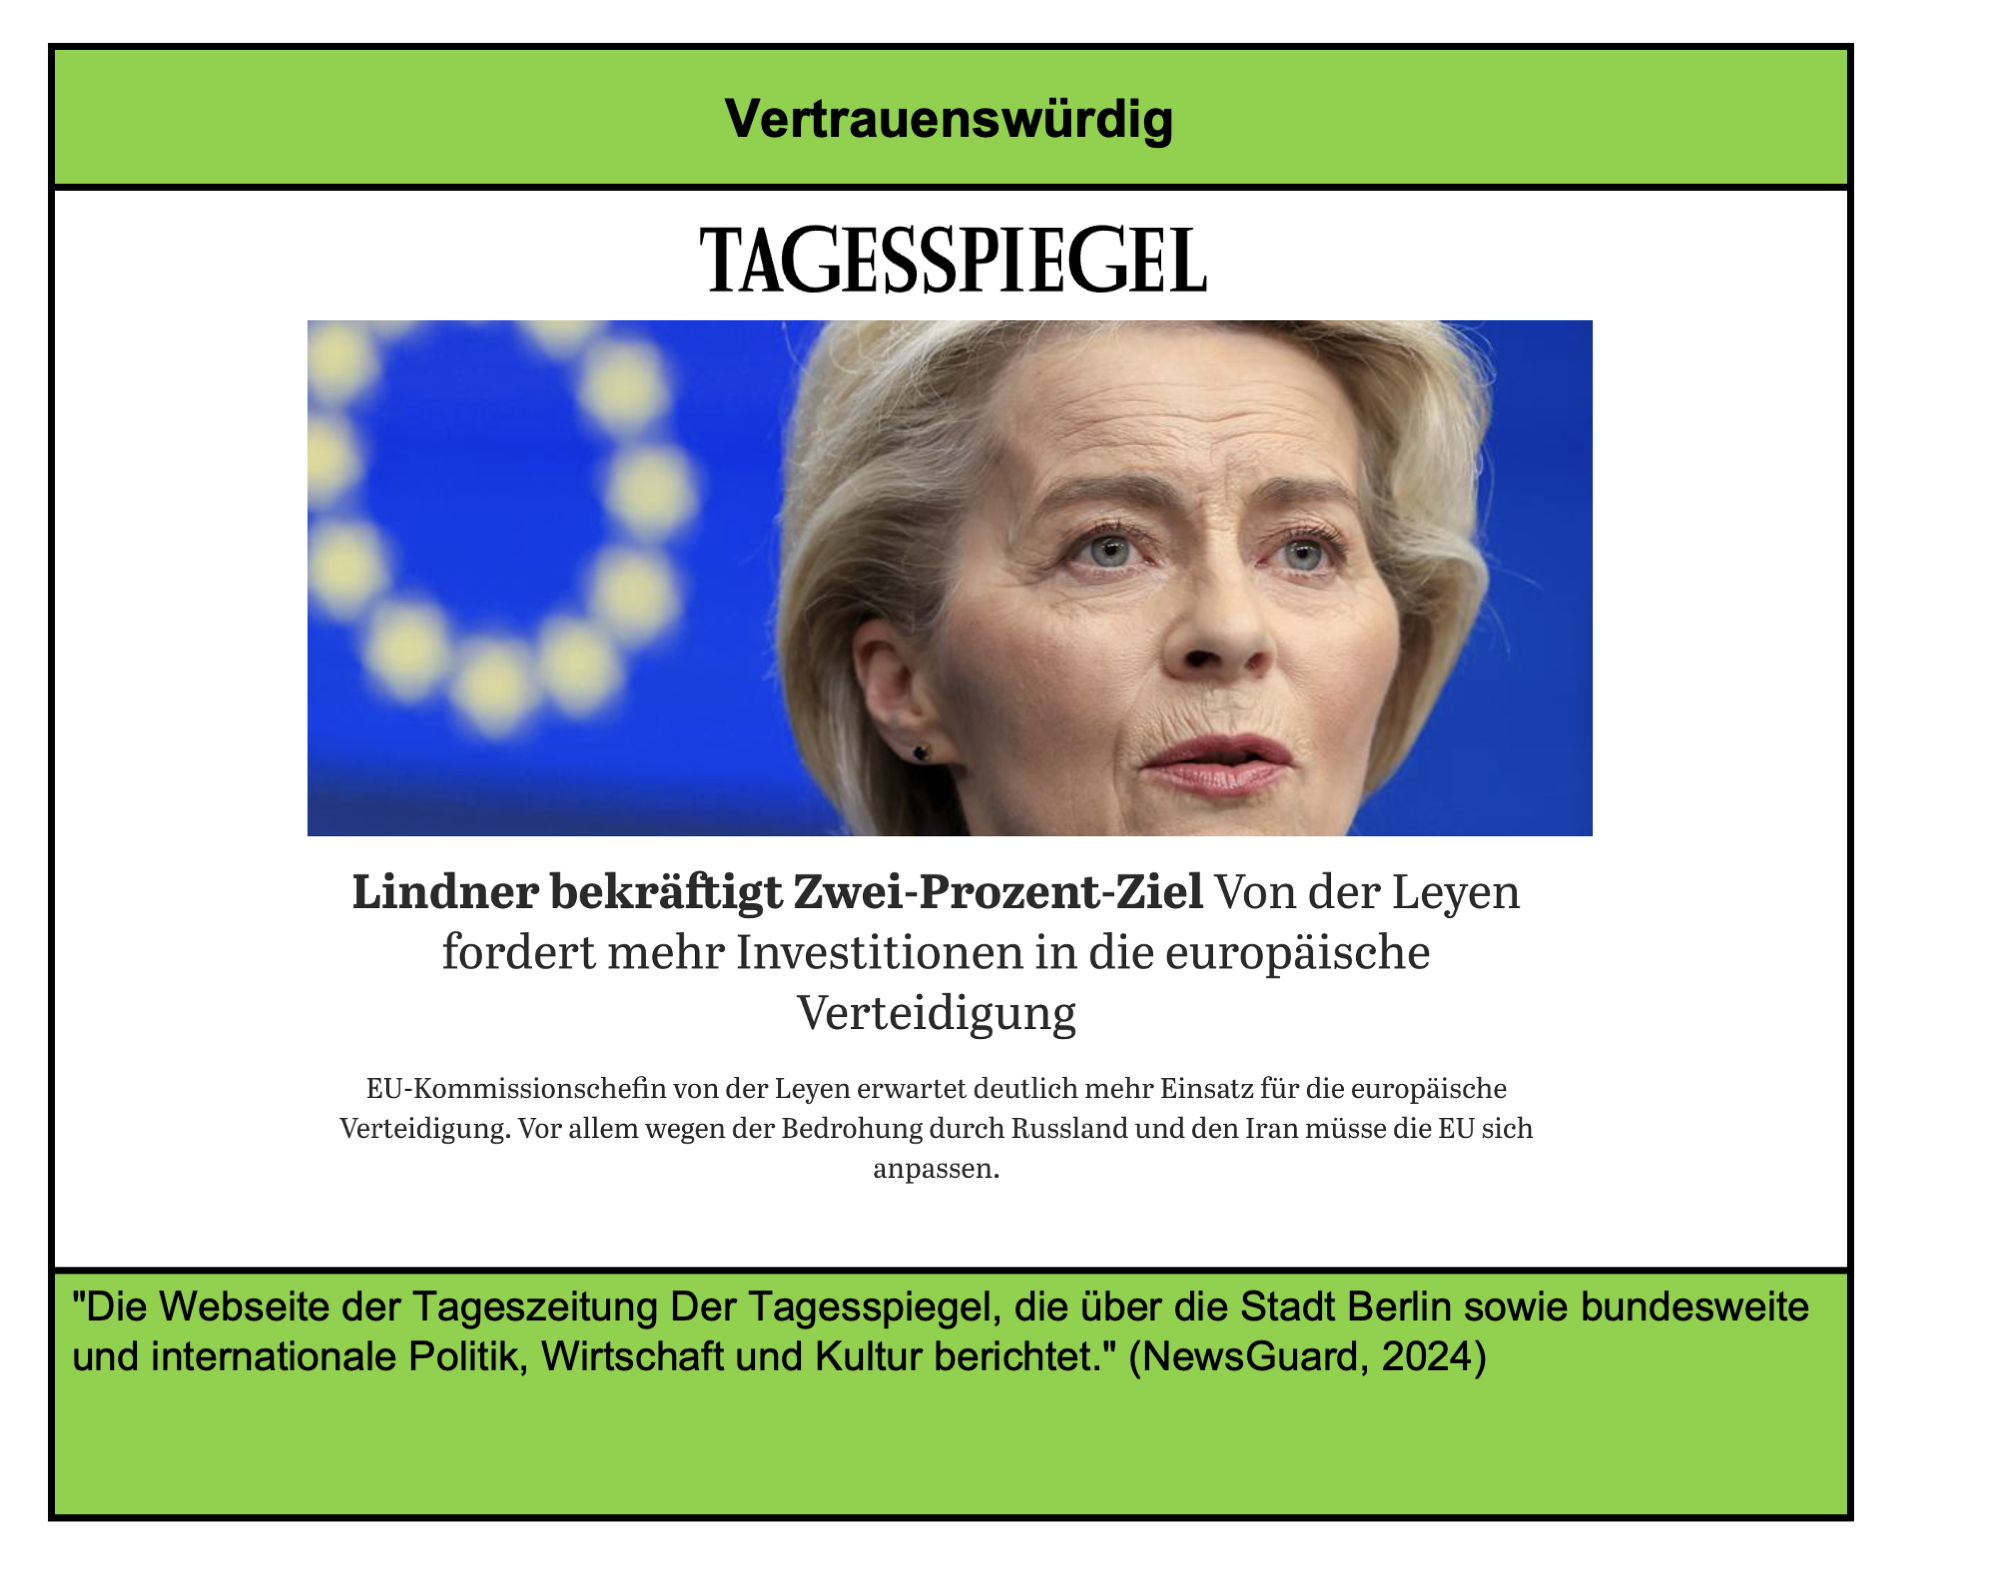 Vertrauenswürdig
TAGESSPIEGEL
Lindner bekräftigt Zwei-Prozent-Ziel Von der Leyen
fordert mehr Investitionen in die europäische
Verteidigung
EU-Kommissionschefin von der Leyen erwartet deutlich mehr Einsatz für die europäische
Verteidigung. Vor allem wegen der Bedrohung durch Russland und den Iran müsse die EU sich
anpassen.
"Die Webseite der Tageszeitung Der Tagesspiegel, die über die Stadt Berlin sowie bundesweite
und internationale Politik, Wirtschaft und Kultur berichtet." (NewsGuard, 2024)